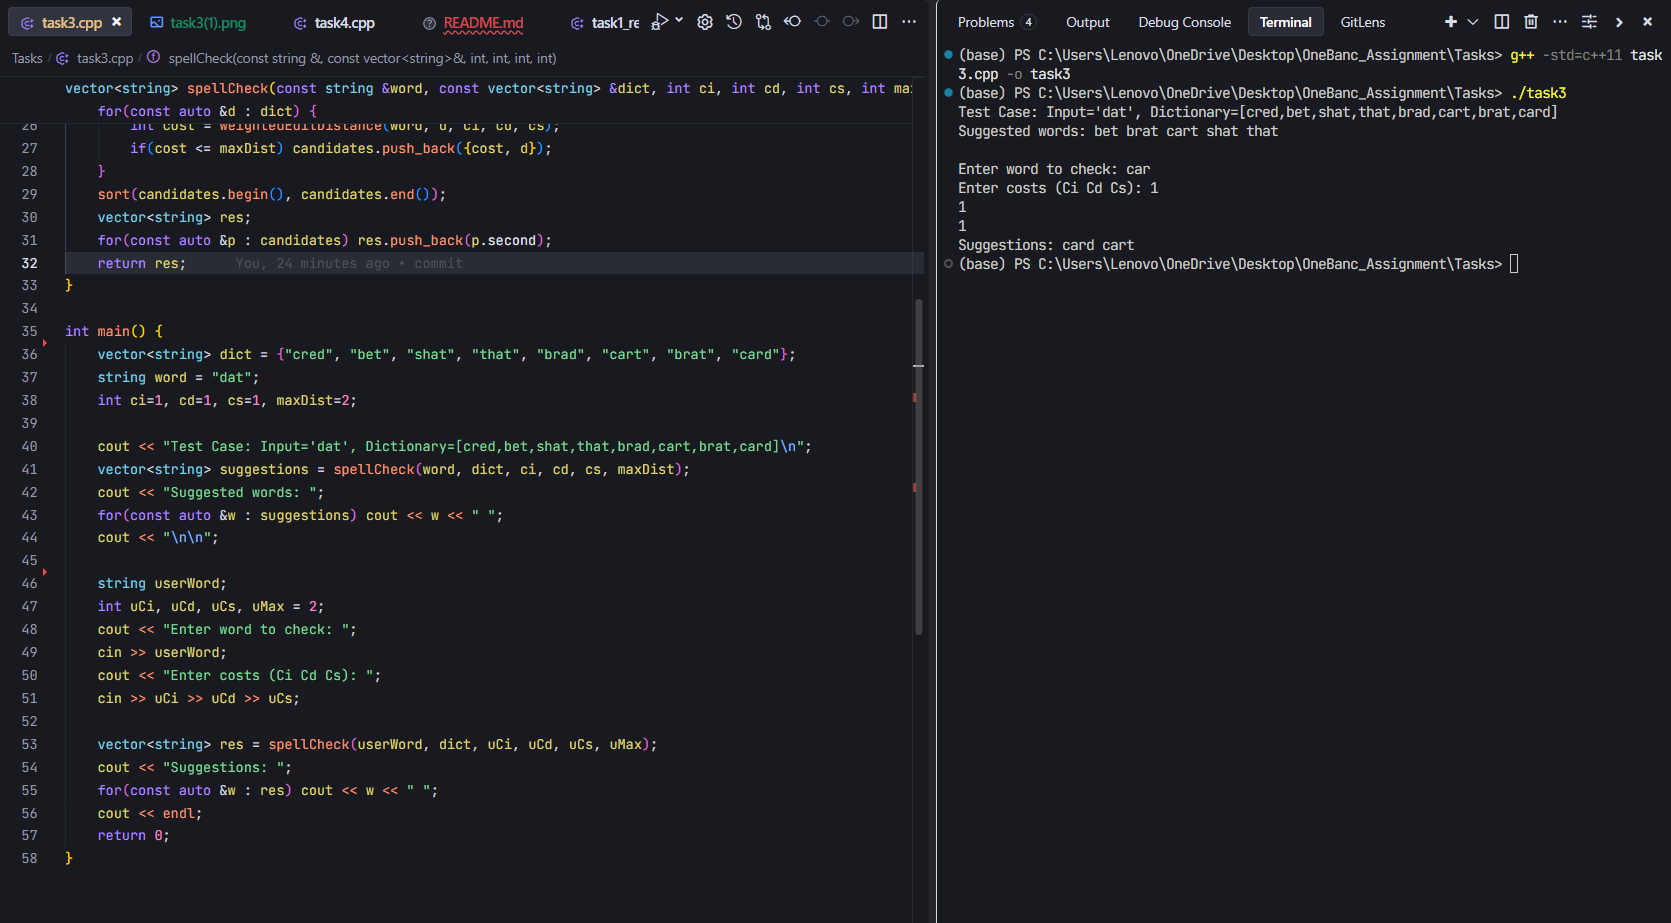 task3.cpp task3(1).png task4.cpp README.md task1_re
Tasks task3.cpp spellCheck(const string &, const vector<string>&, int, int, int, int)
vector<string> spellCheck(const string &word, const vector<string> &dict, int ci, int cd, int cs, int ma
for(const auto &d : dict) {
26 int cost = weightedEditDistance(word, d, ci, cd, cs);
27 if(cost <= maxDist) candidates.push_back({cost, d});
28 }
29 sort(candidates.begin(), candidates.end());
30 vector<string> res;
31 for(const auto &p : candidates) res.push_back(p.second);
32 return res; You, 24 minutes ago • commit
33 }
34
35 int main() {
36 vector<string> dict = {"cred", "bet", "shat", "that", "brad", "cart", "brat", "card"};
37 string word = "dat";
38 int ci=1, cd=1, cs=1, maxDist=2;
39
40 cout << "Test Case: Input='dat', Dictionary=[cred,bet,shat,that,brad,cart,brat,card]\n";
41 vector<string> suggestions = spellCheck(word, dict, ci, cd, cs, maxDist);
42 cout << "Suggested words: ";
43 for(const auto &w : suggestions) cout << w << " ";
44 cout << "\n\n";
45
46 string userWord;
47 int uCi, uCd, uCs, uMax = 2;
48 cout << "Enter word to check: ";
49 cin >> userWord;
50 cout << "Enter costs (Ci Cd Cs): ";
51 cin >> uCi >> uCd >> uCs;
52
53 vector<string> res = spellCheck(userWord, dict, uCi, uCd, uCs, uMax);
54 cout << "Suggestions: ";
55 for(const auto &w : res) cout << w << " ";
56 cout << endl;
57 return 0;
58 }
Problems 4 Output Debug Console Terminal GitLens
(base) PS C:\Users\Lenovo\OneDrive\Desktop\OneBanc_Assignment\Tasks> g++ -std=c++11 task
3.cpp -o task3
(base) PS C:\Users\Lenovo\OneDrive\Desktop\OneBanc_Assignment\Tasks> ./task3
Test Case: Input='dat', Dictionary=[cred,bet,shat,that,brad,cart,brat,card]
Suggested words: bet brat cart shat that
Enter word to check: car
Enter costs (Ci Cd Cs): 1
1
1
Suggestions: card cart
(base) PS C:\Users\Lenovo\OneDrive\Desktop\OneBanc_Assignment\Tasks>